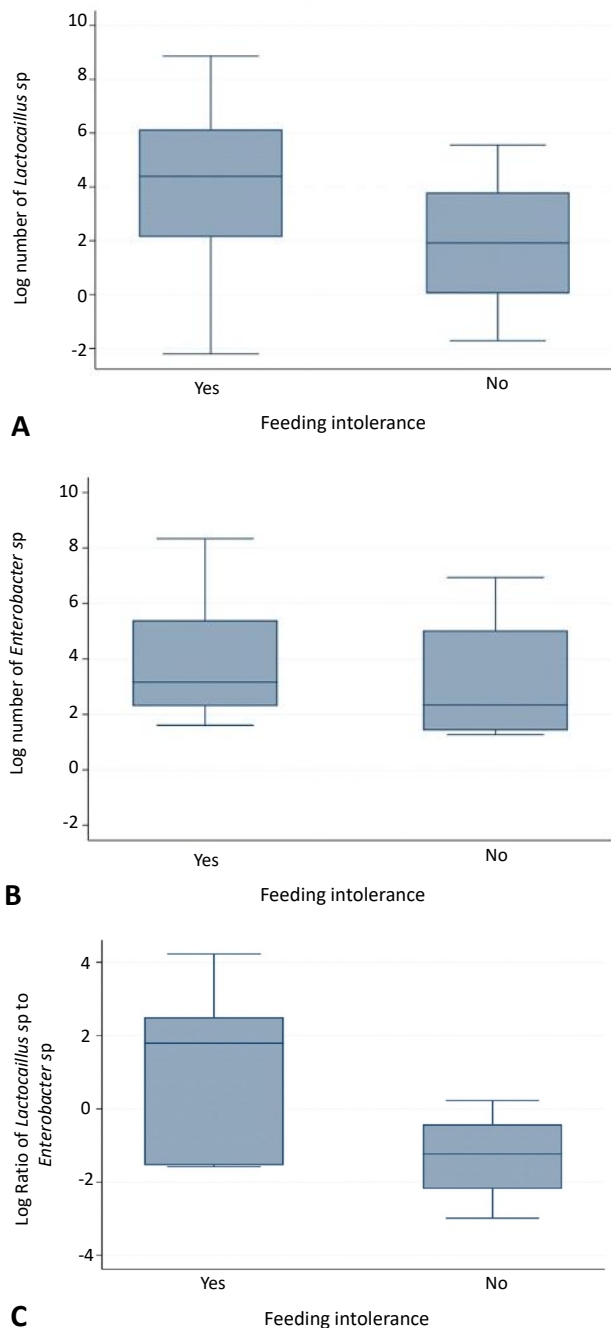 Log number of Lactocaillus sp
10
8
6
4
2
0
-2
Yes
No
A
Feeding intolerance
Log number of Enterobacter sp
10
8
6
4
2
0
-2
Yes
No
B
Feeding intolerance
Log Ratio of Lactocaillus sp to
Enterobacter sp
4
2
0
-2
-4
Yes
No
C
Feeding intolerance